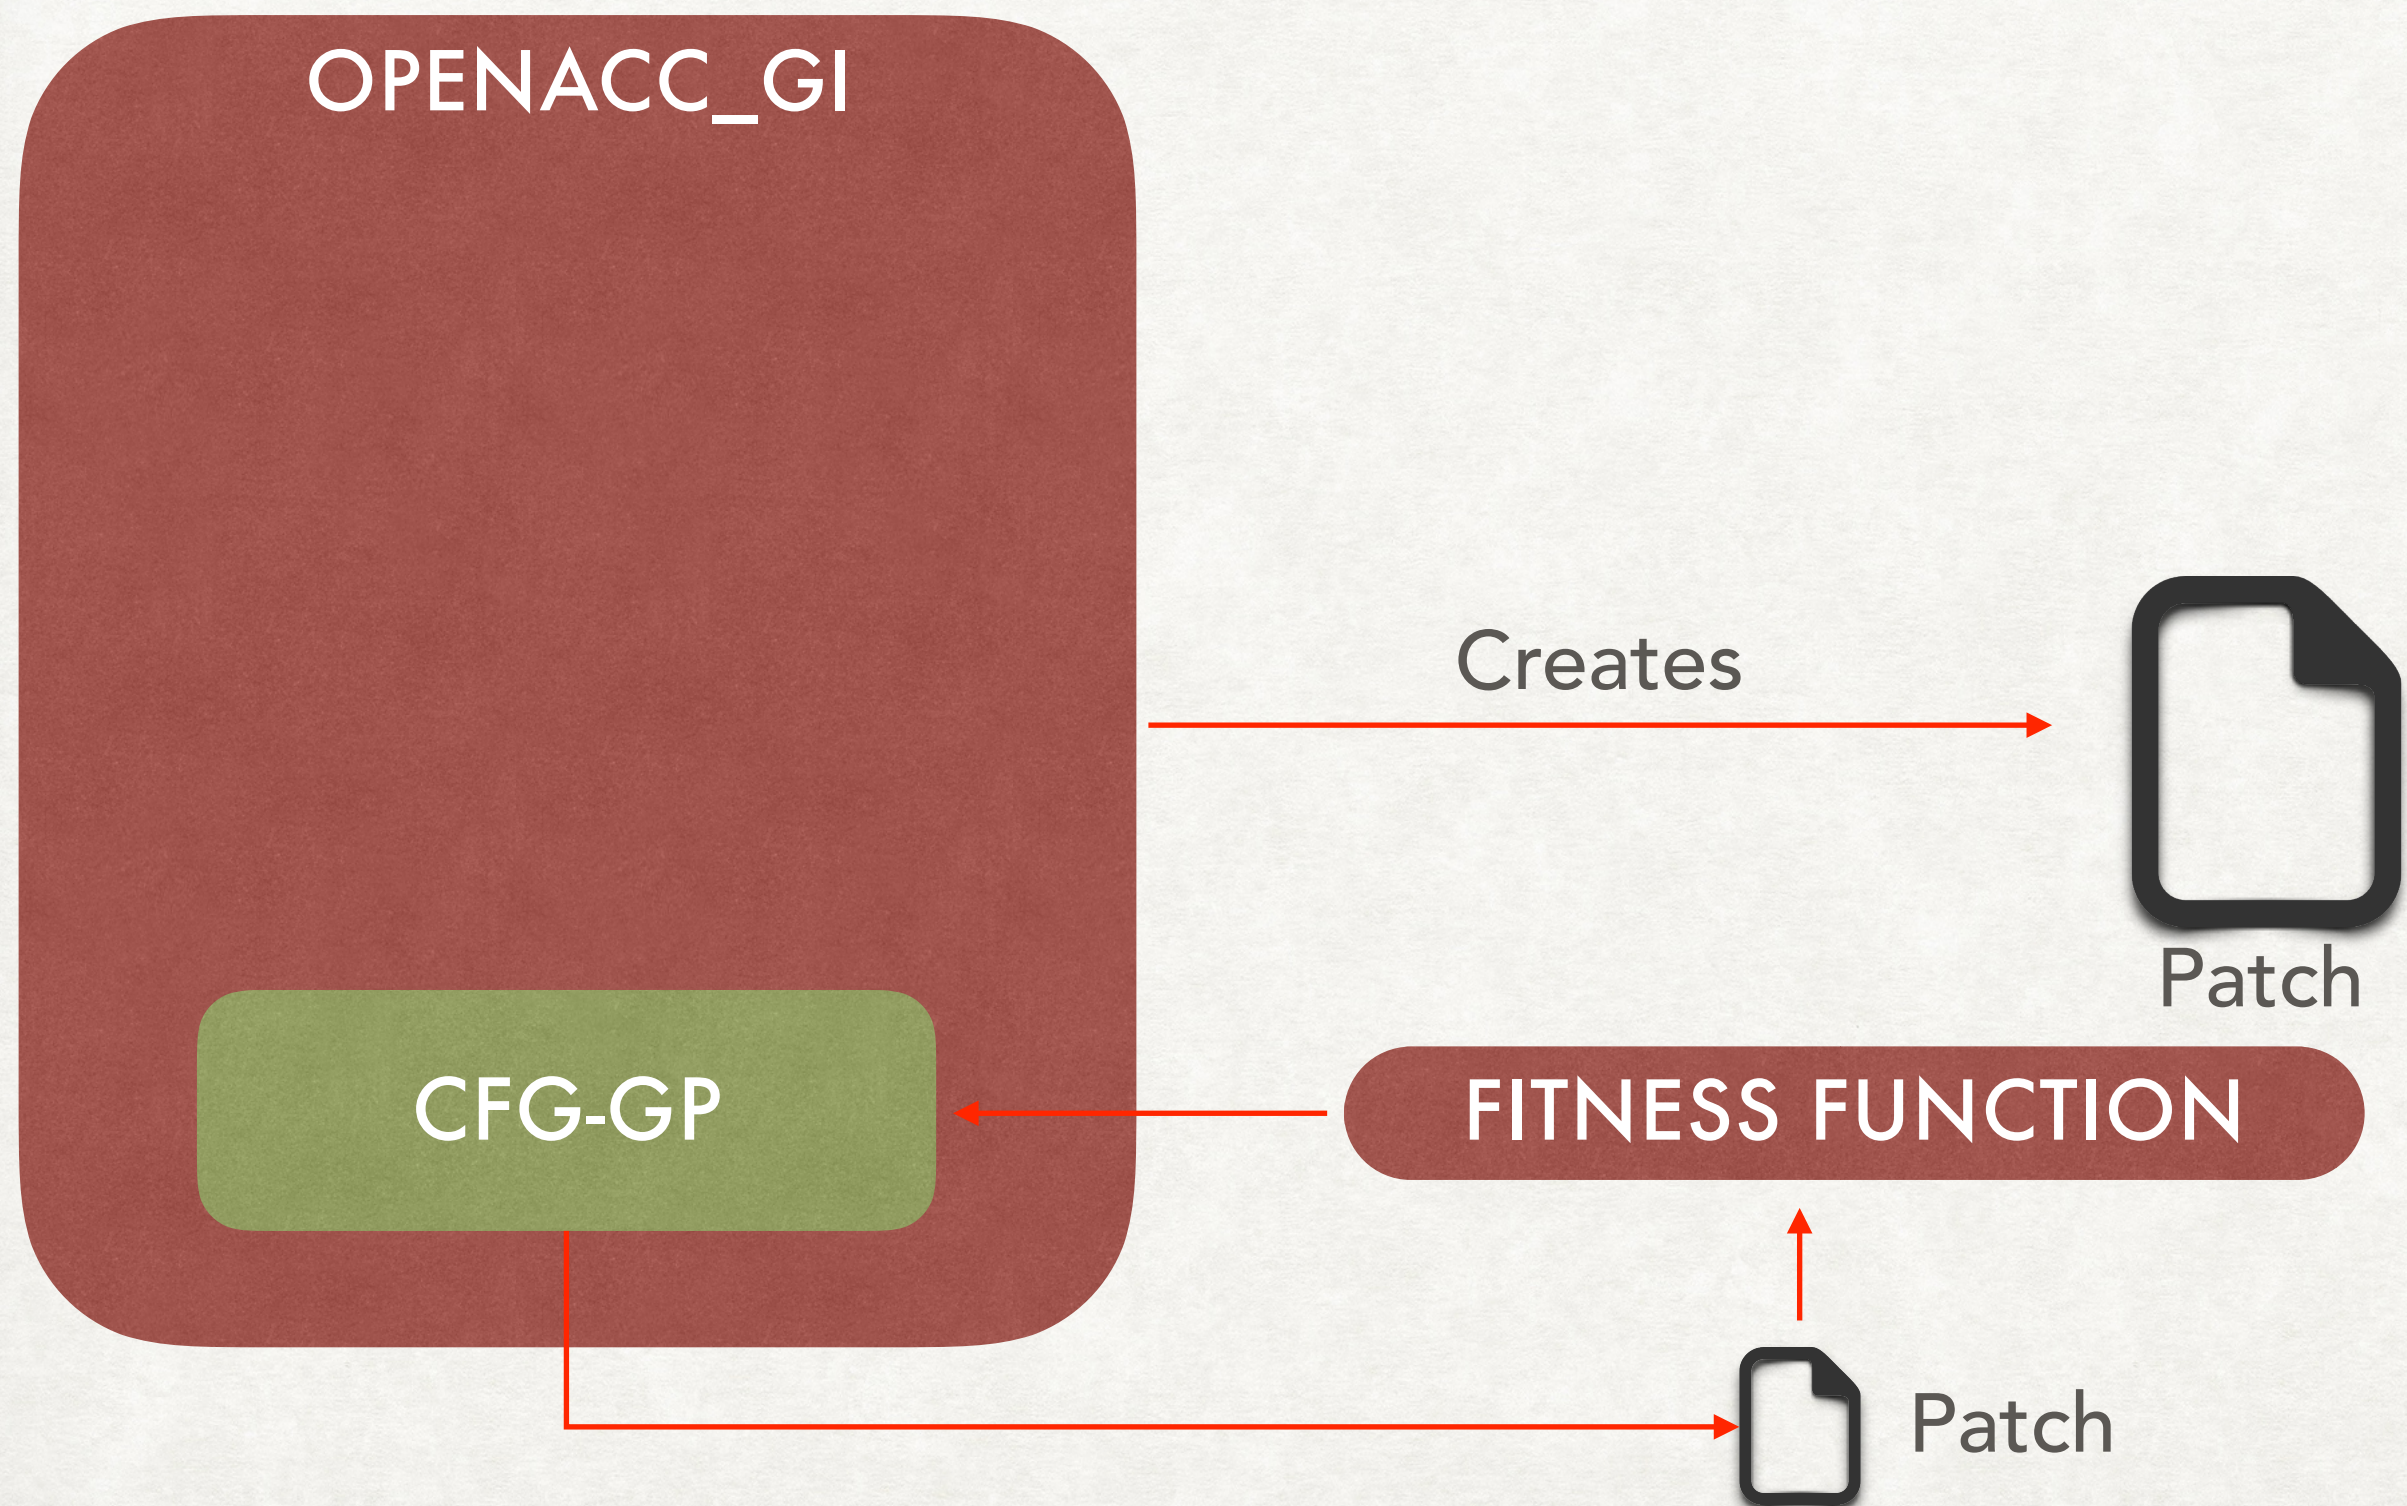 OPENACC_GI
Creates
Patch
CFG-GP
FITNESS FUNCTION
Patch